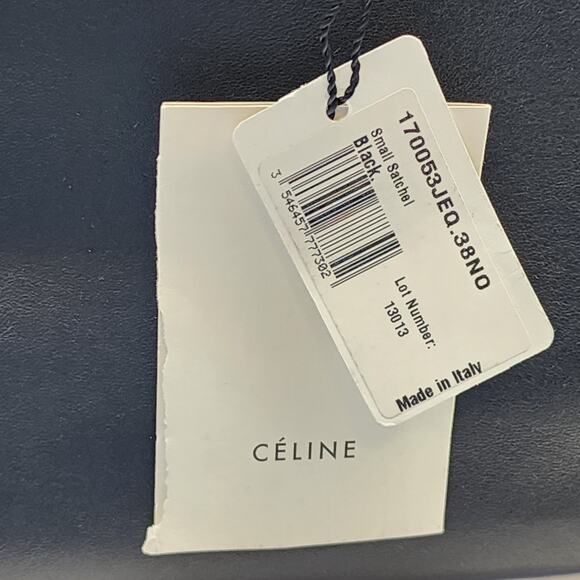 170053JEQ.38NO
Small Satchel
Black.
3 546457 777302
Lot Number:
13013
Made in Italy
CÉLINE